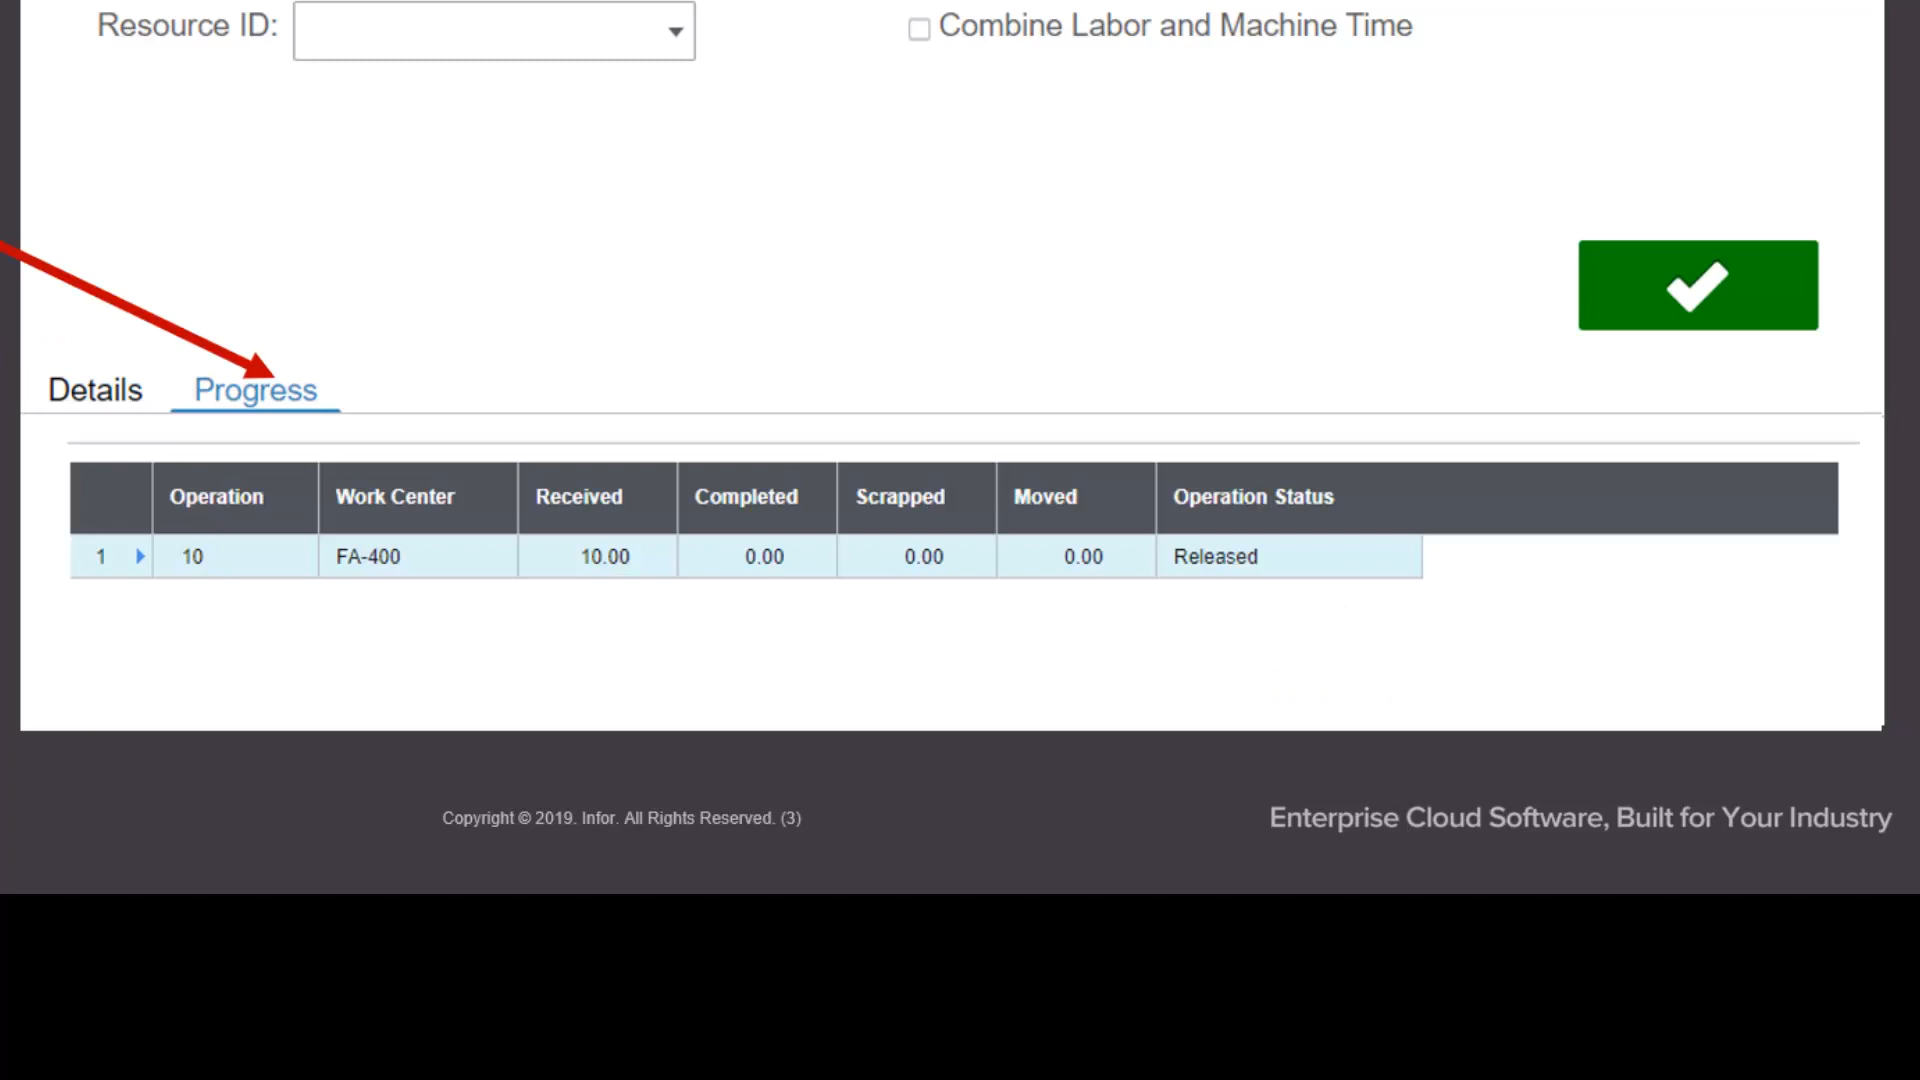 Resource ID:
Combine Labor and Machine Time
Details Progress
Operation Work Center Received Completed Scrapped Moved Operation Status
1 10 FA-400 10.00 0.00 0.00 0.00 Released
Copyright © 2019. Infor. All Rights Reserved. (3)
Enterprise Cloud Software, Built for Your Industry